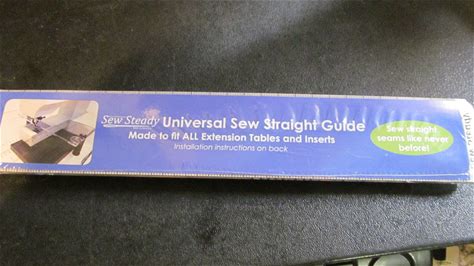 Sew Steady Universal Sew Straight Guide
Made to fit ALL Extension Tables and Inserts
Installation instructions on back
Sew straight
seams like never
before!